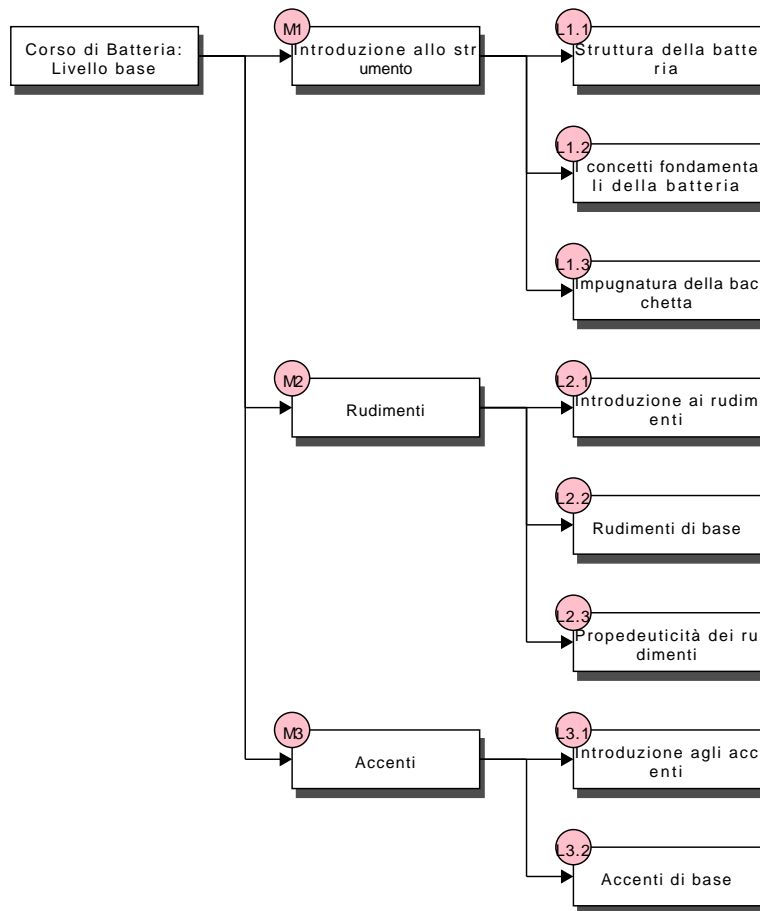 M1
L1.1
Corso di Batteria:
Livello base
Introduzione allo str
umento
Struttura della batte
ria
L1.2
I concetti fondamenta
li della batteria
L1.3
Impugnatura della bac
chetta
M2
L2.1
Rudimenti
Introduzione ai rudim
enti
L2.2
Rudimenti di base
L2.3
Propedeuticità dei ru
dimenti
M3
L3.1
Accenti
Introduzione agli acc
enti
L3.2
Accenti di base